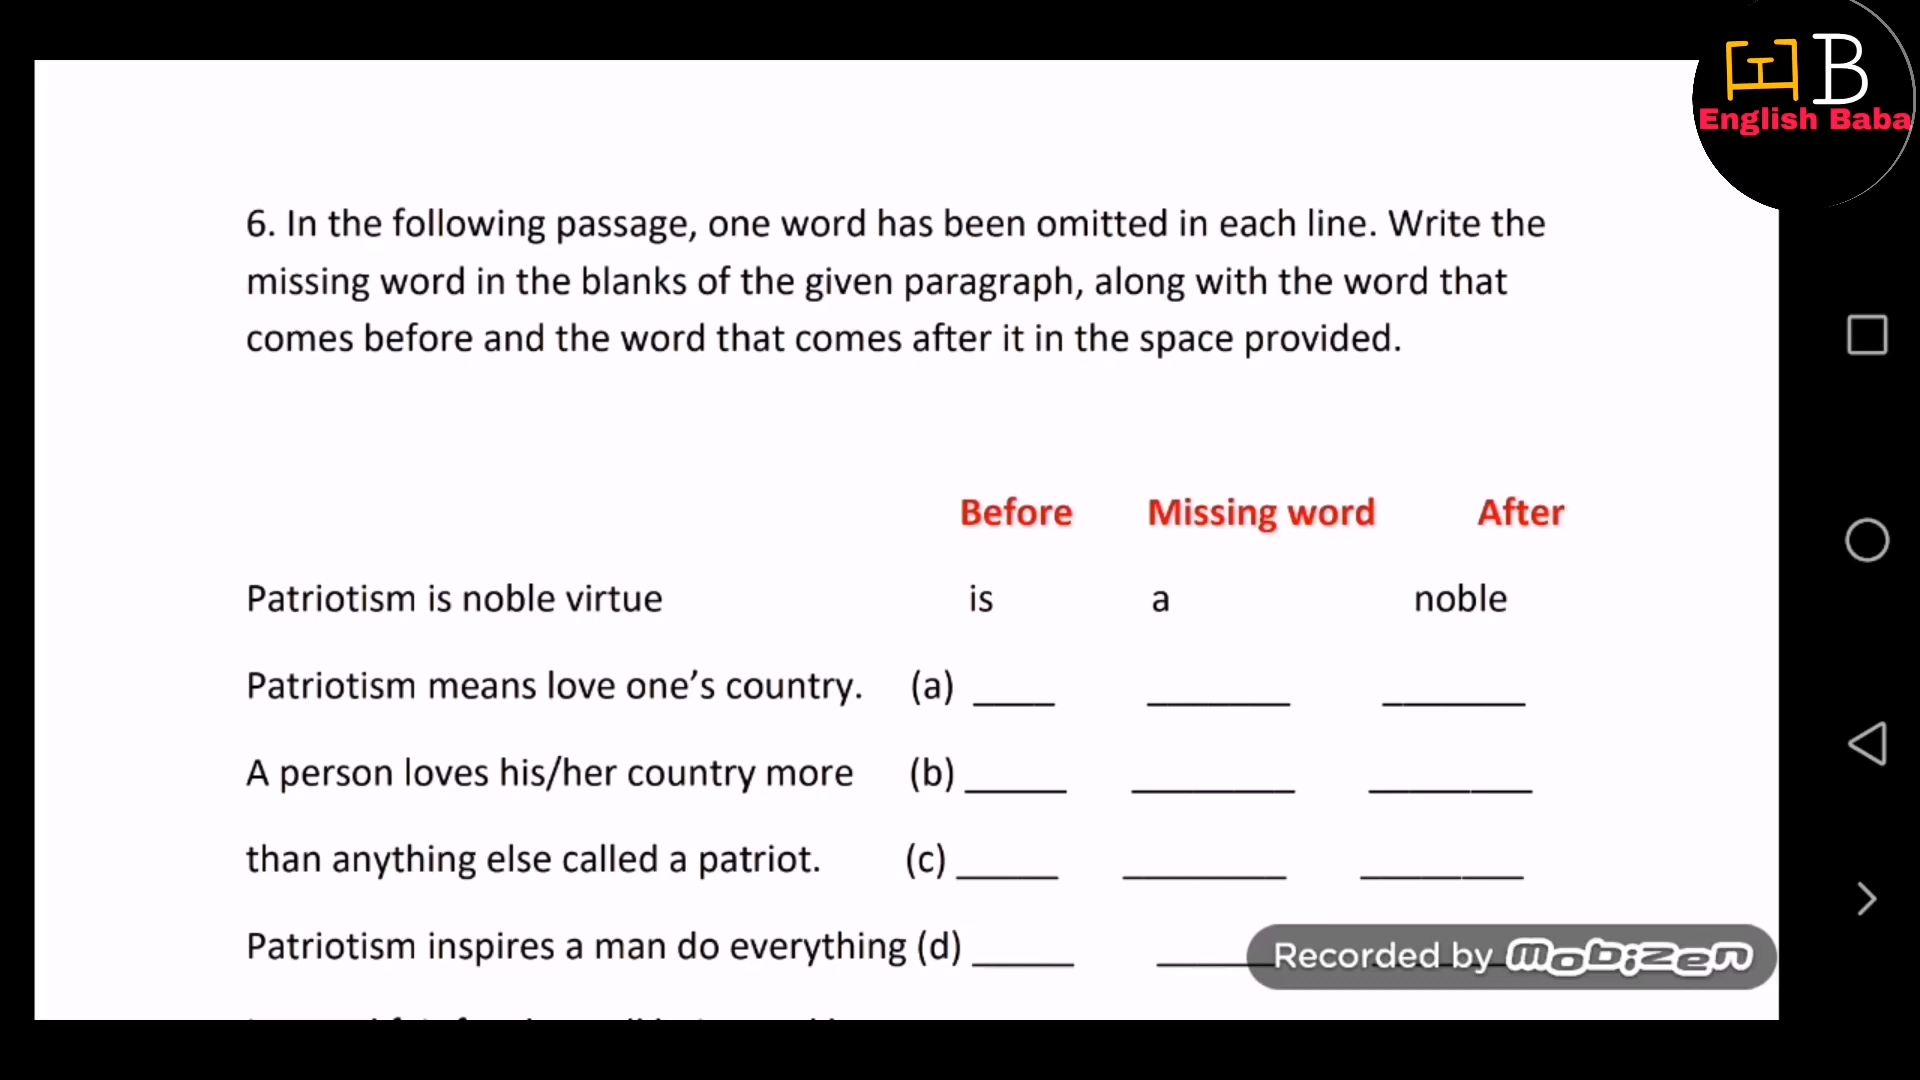 B
English Baba
6. In the following passage, one word has been omitted in each line. Write the
missing word in the blanks of the given paragraph, along with the word that
comes before and the word that comes after it in the space provided.
Before Missing word After
Patriotism is noble virtue is a noble
Patriotism means love one’s country. (a) ____ _______ _______
A person loves his/her country more (b) _____ ________ ________
than anything else called a patriot. (c) _____ ________ ________
Patriotism inspires a man do everything (d) _____ ____
Recorded by mobizen